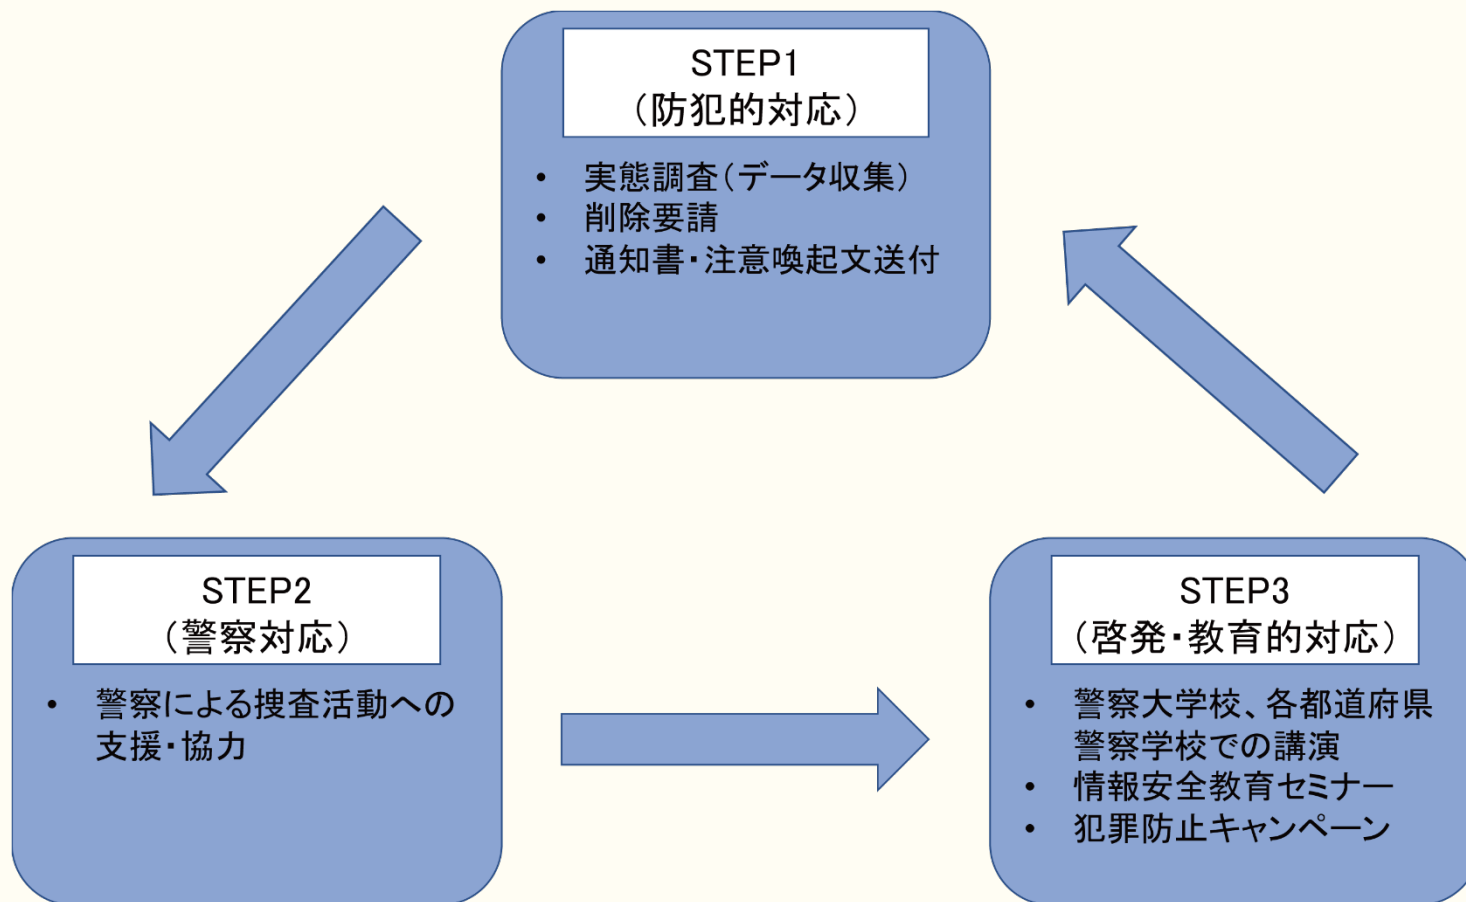 STEP1
（防犯的対応）
• 実態調査（データ収集）
• 削除要請
• 通知書・注意喚起文送付
STEP2
（警察対応）
• 警察による捜査活動への
支援・協力
STEP3
（啓発・教育的対応）
• 警察大学校、各都道府県
警察学校での講演
• 情報安全教育セミナー
• 犯罪防止キャンペーン